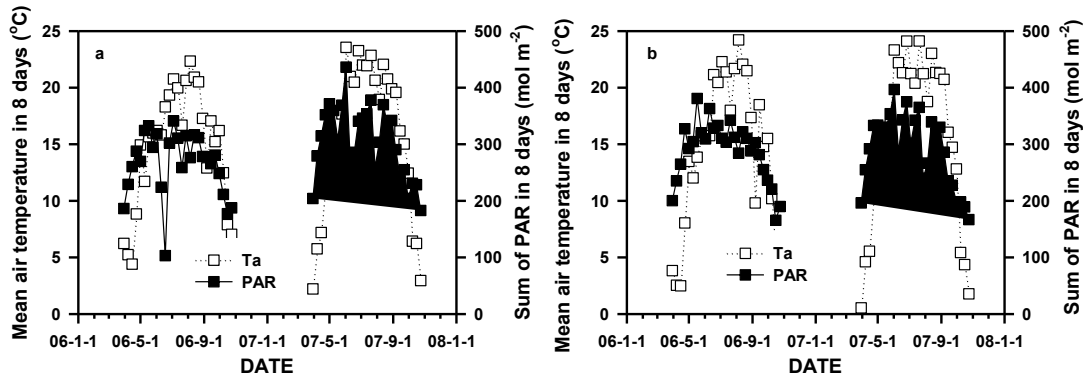 a
Mean air temperature in 8 days (°C)
25
20
15
10
5
0
Sum of PAR in 8 days (mol m⁻²)
500
400
300
200
100
0
Ta
PAR
06-1-1 06-5-1 06-9-1 07-1-1 07-5-1 07-9-1 08-1-1
DATE
b
Mean air temperature in 8 days (°C)
25
20
15
10
5
0
Sum of PAR in 8 days (mol m⁻²)
500
400
300
200
100
0
Ta
PAR
06-1-1 06-5-1 06-9-1 07-1-1 07-5-1 07-9-1 08-1-1
DATE